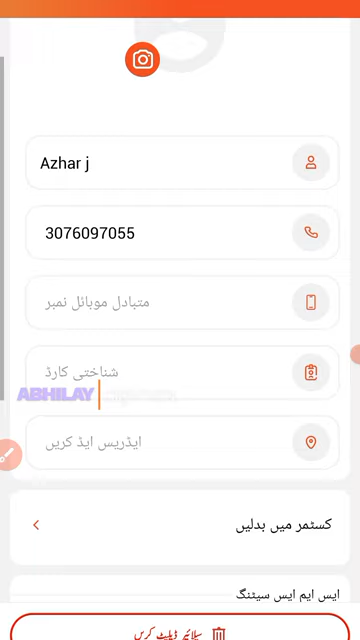 Azhar j
3076097055
متبادل موبائل نمبر
شناختی کارڈ
ABHILAY
ایڈریس ایڈ کریں
کسٹمر میں بدلیں
ایس ایم ایس سیٹنگ
سپلائیر ڈیلیٹ کریں